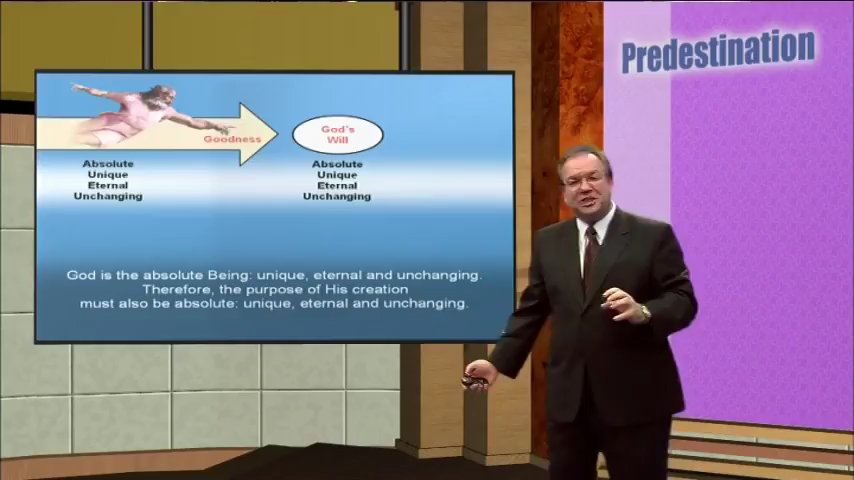 Predestination
Goodness
God's
Will
Absolute
Unique
Eternal
Unchanging
Absolute
Unique
Eternal
Unchanging
God is the absolute Being: unique, eternal and unchanging.
Therefore, the purpose of His creation
must also be absolute: unique, eternal and unchanging.